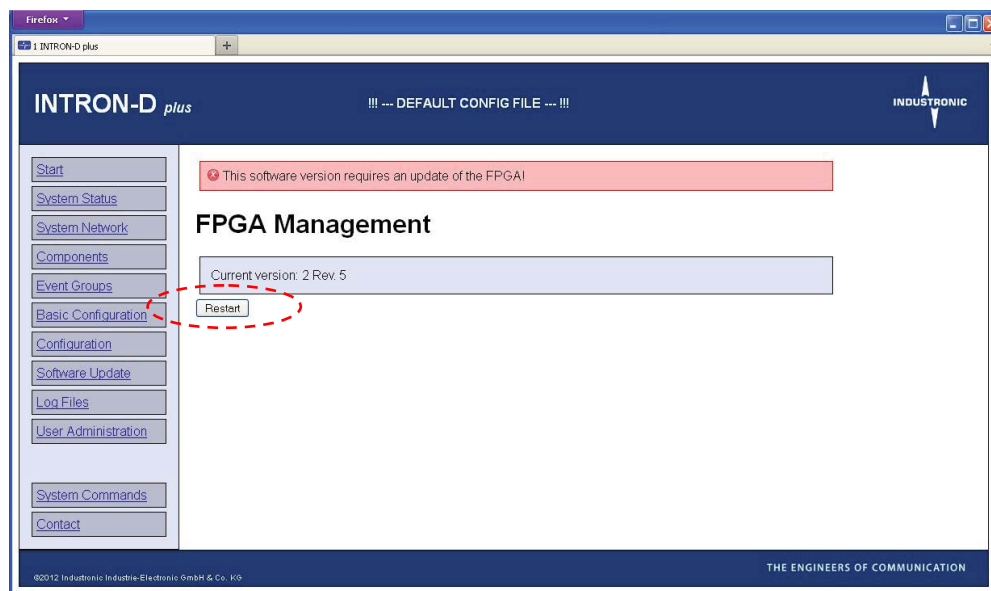 Firefox
1 INTRON-D plus
+
INTRON-D plus
!!! --- DEFAULT CONFIG FILE --- !!!
INDUSTRONIC
Start
System Status
System Network
Components
Event Groups
Basic Configuration
Configuration
Software Update
Log Files
User Administration
System Commands
Contact
This software version requires an update of the FPGA!
FPGA Management
Current version: 2 Rev. 5
Restart
©2012 Industronic Industrie-Electronic GmbH & Co. KG
THE ENGINEERS OF COMMUNICATION